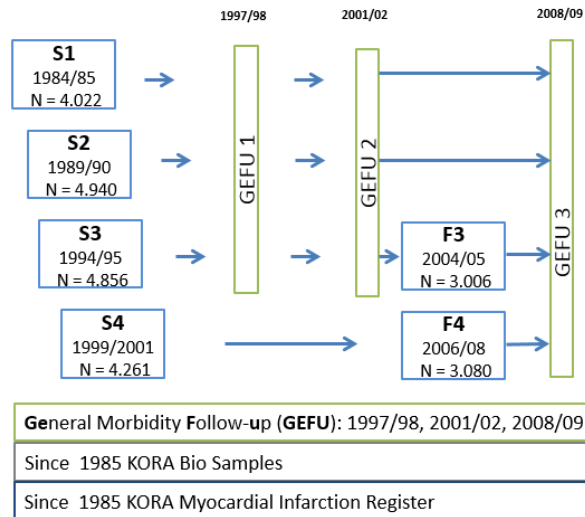 1997/98
2001/02
2008/09
S1
1984/85
N = 4.022
S2
1989/90
N = 4.940
S3
1994/95
N = 4.856
S4
1999/2001
N = 4.261
GEFU 1
GEFU 2
F3
2004/05
N = 3.006
F4
2006/08
N = 3.080
GEFU 3
General Morbidity Follow-up (GEFU): 1997/98, 2001/02, 2008/09
Since 1985 KORA Bio Samples
Since 1985 KORA Myocardial Infarction Register